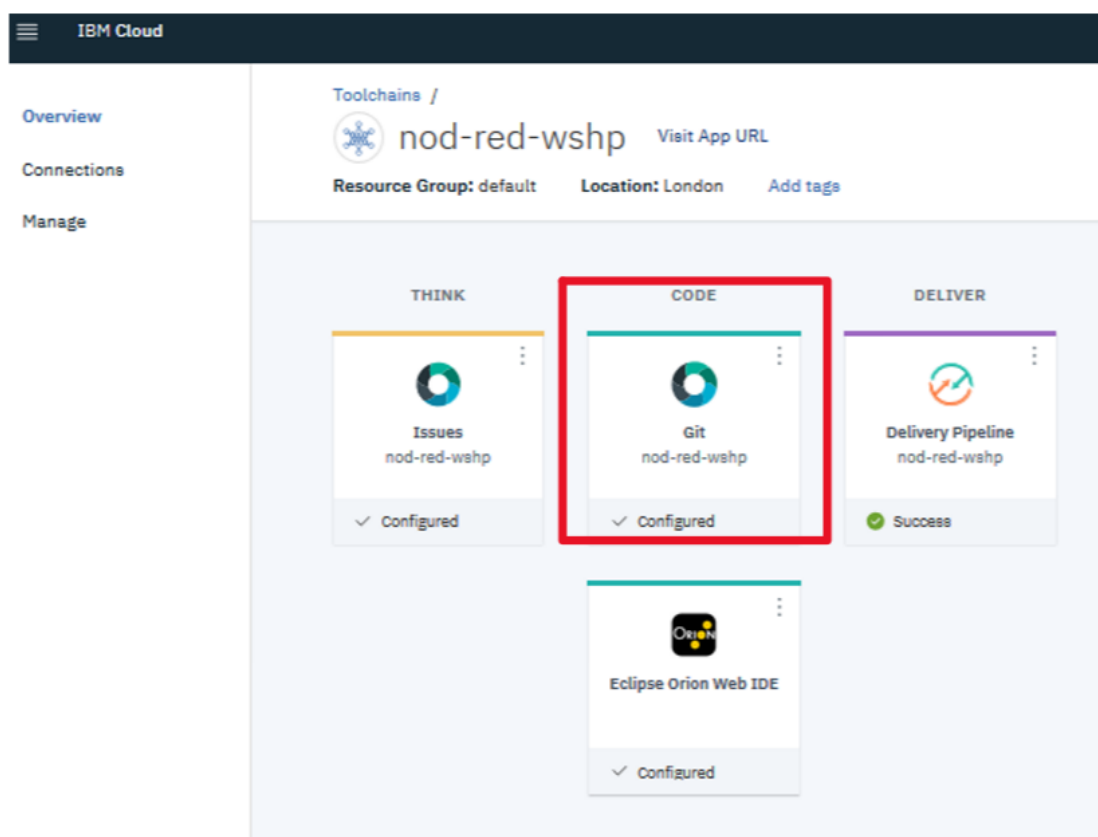 IBM Cloud
Overview
Connections
Manage
Toolchains /
nod-red-wshp Visit App URL
Resource Group: default Location: London Add tags
THINK CODE DELIVER
Issues Git Delivery Pipeline
nod-red-wshp nod-red-wshp nod-red-wshp
Configured Configured Success
ORION
Eclipse Orion Web IDE
Configured